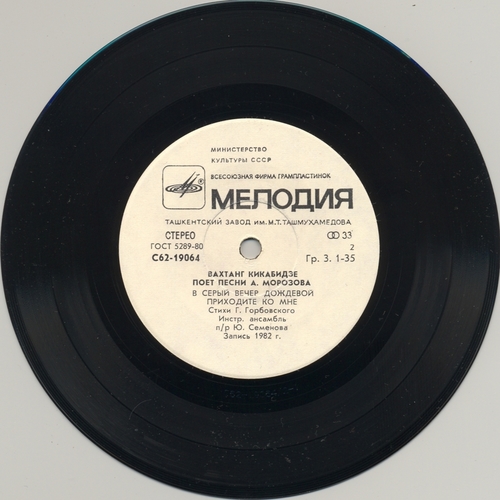 МИНИСТЕРСТВО
КУЛЬТУРЫ СССР
ВСЕСОЮЗНАЯ ФИРМА ГРАМПЛАСТИНОК
МЕЛОДИЯ
ТАШКЕНТСКИЙ ЗАВОД ИМ. М.Т. ТАШМУХАМЕДОВА
СТЕРЕО 33
ГОСТ 5289-80 2
С62-19064 Гр. 3. 1-35
ВАХТАНГ КИКАБИДЗЕ
ПОЕТ ПЕСНИ А. МОРОЗОВА
В СЕРЫЙ ВЕЧЕР ДОЖДЕВОЙ
ПРИХОДИТЕ КО МНЕ
Стихи Г. Горбовского
Инстр. ансамбль
п/р Ю. Семенова
Запись 1982 г.